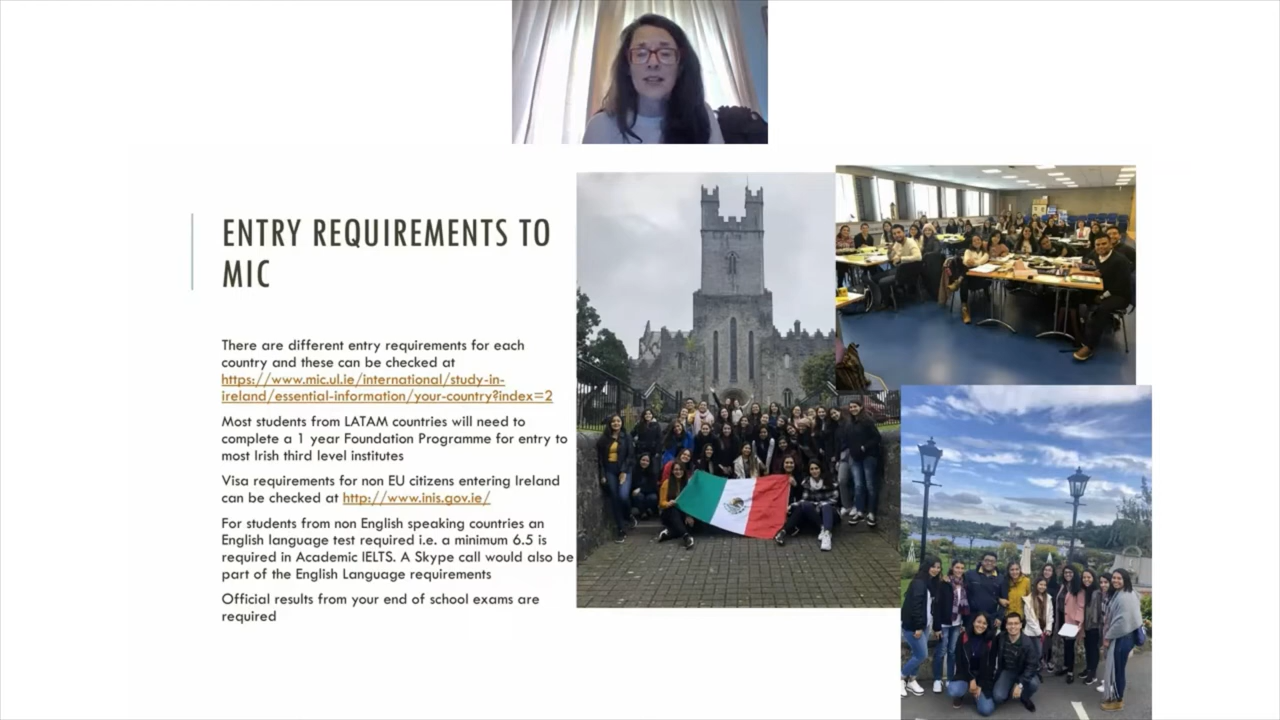 ENTRY REQUIREMENTS TO
MIC
There are different entry requirements for each
country and these can be checked at
https://www.mic.ul.ie/international/study-in-
ireland/essential-information/your-country?index=2
Most students from LATAM countries will need to
complete a 1 year Foundation Programme for entry to
most Irish third level institutes
Visa requirements for non EU citizens entering Ireland
can be checked at http://www.inis.gov.ie/
For students from non English speaking countries an
English language test required i.e. a minimum 6.5 is
required in Academic IELTS. A Skype call would also be
part of the English Language requirements
Official results from your end of school exams are
required